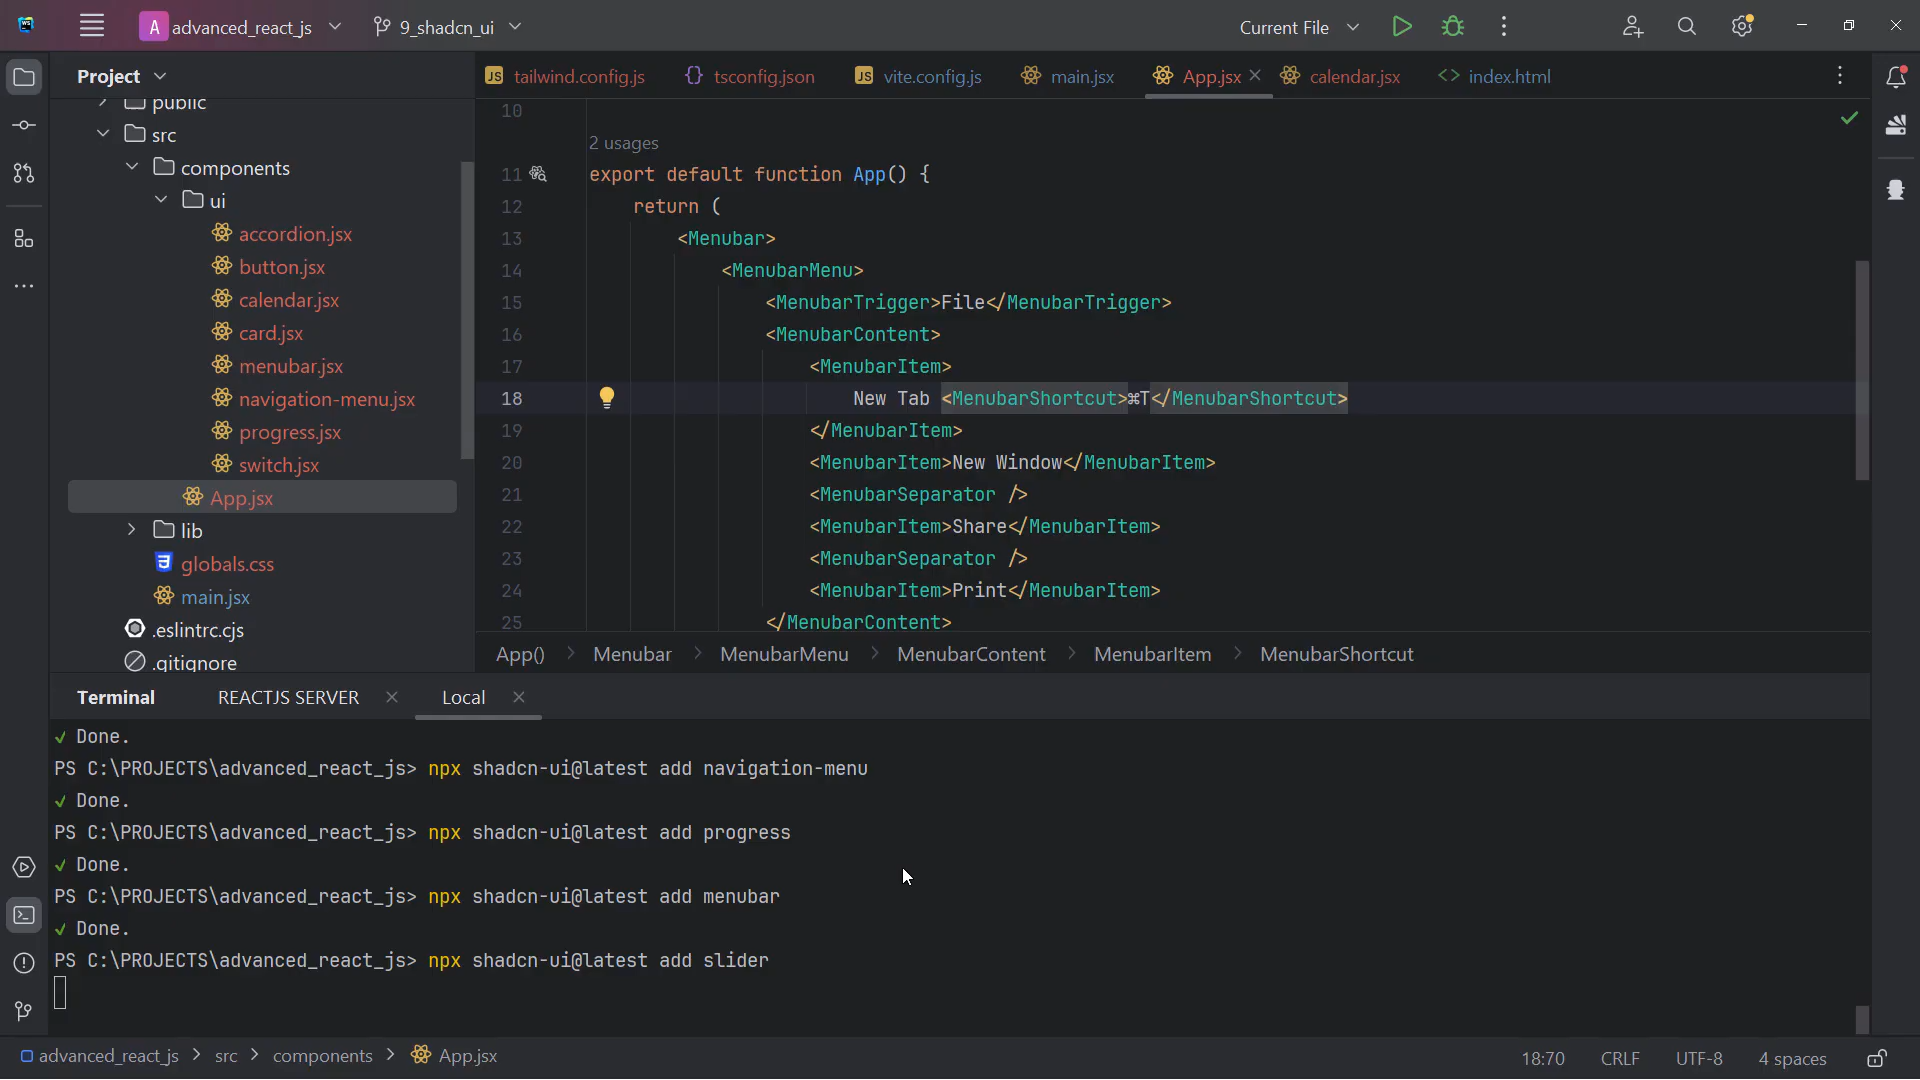 A advanced_react_js 9_shadcn_ui Current File
Project
tailwind.config.js tsconfig.json vite.config.js main.jsx App.jsx calendar.jsx index.html
public
src
components
ui
accordion.jsx
button.jsx
calendar.jsx
card.jsx
menubar.jsx
navigation-menu.jsx
progress.jsx
switch.jsx
App.jsx
lib
globals.css
main.jsx
.eslintrc.cjs
.gitignore
10
2 usages
11 export default function App() {
12 return (
13 <Menubar>
14 <MenubarMenu>
15 <MenubarTrigger>File</MenubarTrigger>
16 <MenubarContent>
17 <MenubarItem>
18 New Tab <MenubarShortcut>⌘T</MenubarShortcut>
19 </MenubarItem>
20 <MenubarItem>New Window</MenubarItem>
21 <MenubarSeparator />
22 <MenubarItem>Share</MenubarItem>
23 <MenubarSeparator />
24 <MenubarItem>Print</MenubarItem>
25 </MenubarContent>
App() > Menubar > MenubarMenu > MenubarContent > MenubarItem > MenubarShortcut
Terminal REACTJS SERVER Local
✓ Done.
PS C:\PROJECTS\advanced_react_js> npx shadcn-ui@latest add navigation-menu
✓ Done.
PS C:\PROJECTS\advanced_react_js> npx shadcn-ui@latest add progress
✓ Done.
PS C:\PROJECTS\advanced_react_js> npx shadcn-ui@latest add menubar
✓ Done.
PS C:\PROJECTS\advanced_react_js> npx shadcn-ui@latest add slider
advanced_react_js > src > components > App.jsx
18:70 CRLF UTF-8 4 spaces